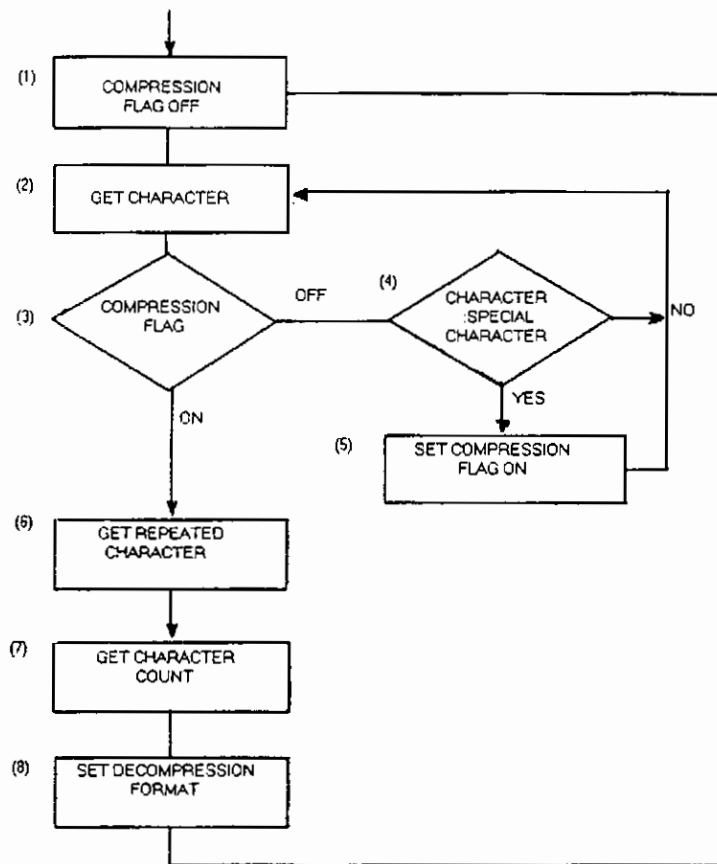 (1)
COMPRESSION
FLAG OFF
(2)
GET CHARACTER
(3)
COMPRESSION
FLAG
OFF
(4)
CHARACTER
:SPECIAL
CHARACTER
NO
ON
YES
(5)
SET COMPRESSION
FLAG ON
(6)
GET REPEATED
CHARACTER
(7)
GET CHARACTER
COUNT
(8)
SET DECOMPRESSION
FORMAT